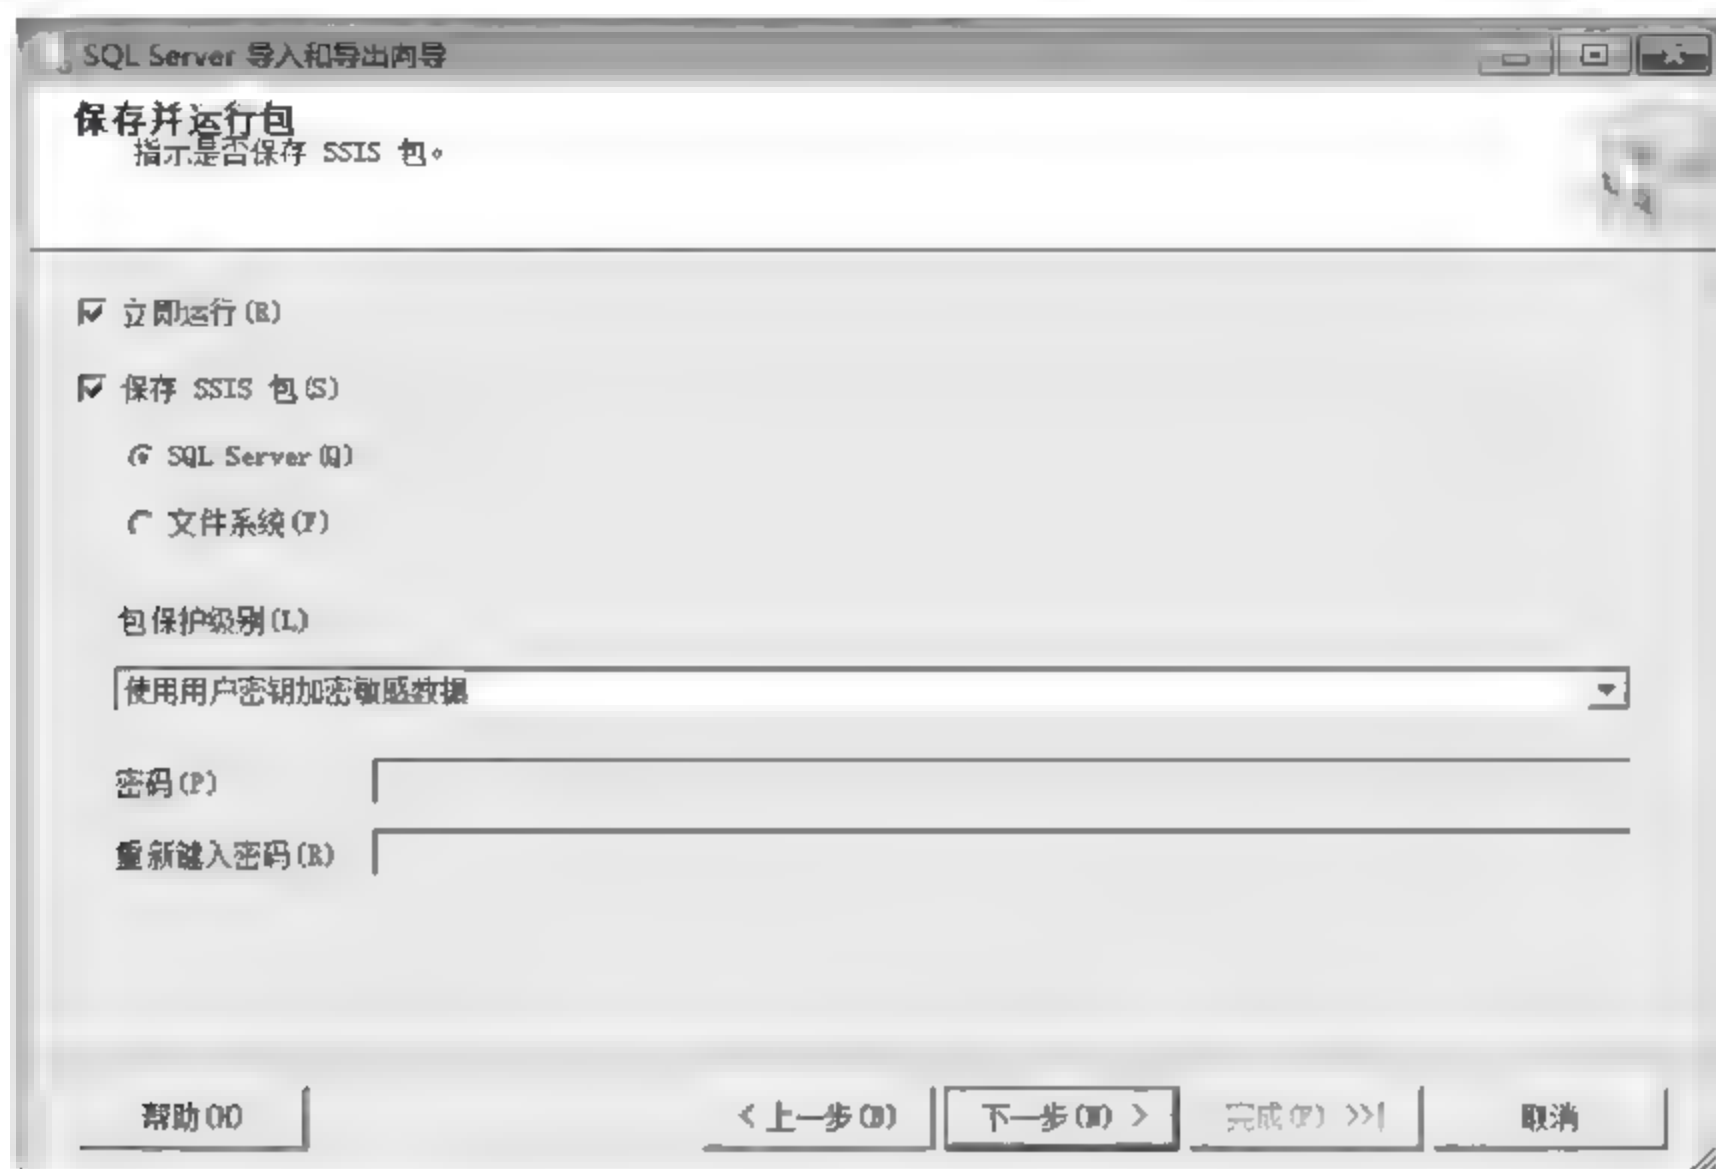 SQL Server 导入和导出向导
保存并运行包
指示是否保存 SSIS 包。
立即运行(R)
保存 SSIS 包(S)
SQL Server(Q)
文件系统(F)
包保护级别(L)
使用用户密钥加密敏感数据
密码(P)
重新键入密码(R)
帮助(H)
< 上一步(B)
下一步(N) >
完成(F) >>|
取消